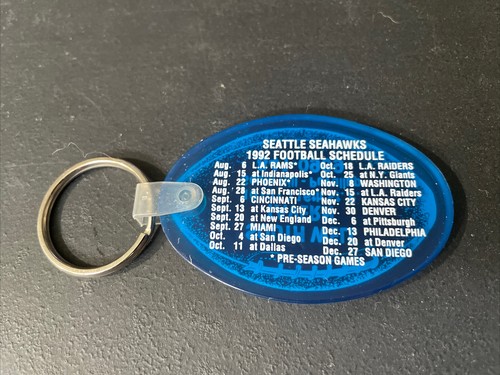 SEATTLE SEAHAWKS
1992 FOOTBALL SCHEDULE
Aug. 6 L.A. RAMS*
Aug. 15 at Indianapolis*
Aug. 22 PHOENIX*
Aug. 28 at San Francisco*
Sept. 6 CINCINNATI
Sept. 13 at Kansas City
Sept. 20 at New England
Sept. 27 MIAMI
Oct. 4 at San Diego
Oct. 11 at Dallas
Oct. 18 L.A. RAIDERS
Oct. 25 at N.Y. Giants
Nov. 8 WASHINGTON
Nov. 15 at L.A. Raiders
Nov. 22 KANSAS CITY
Nov. 30 DENVER
Dec. 6 at Pittsburgh
Dec. 13 PHILADELPHIA
Dec. 20 at Denver
Dec. 27 SAN DIEGO
* PRE-SEASON GAMES